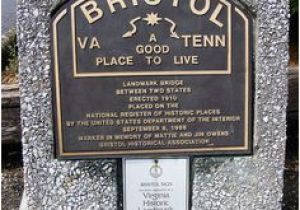 BRISTOL
VA A TENN
GOOD
PLACE TO LIVE
LANDMARK BRIDGE
BETWEEN TWO STATES
ERECTED 1910
PLACED ON THE
NATIONAL REGISTER OF HISTORIC PLACES
BY THE UNITED STATES DEPARTMENT OF THE INTERIOR
SEPTEMBER 8, 1988
MARKER IN MEMORY OF MATTIE AND JIM OWENS
BRISTOL HISTORICAL ASSOCIATION
BRISTOL SIGN
Virginia
Historic
Landmark